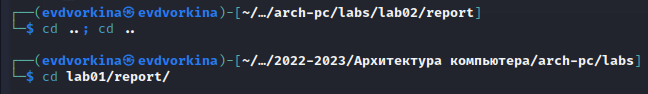 ┌──(evdvorkina㉿evdvorkina)-[~/…/arch-pc/labs/lab02/report]
└─$ cd ..; cd ..
┌──(evdvorkina㉿evdvorkina)-[~/…/2022-2023/Архитектура компьютера/arch-pc/labs]
└─$ cd lab01/report/